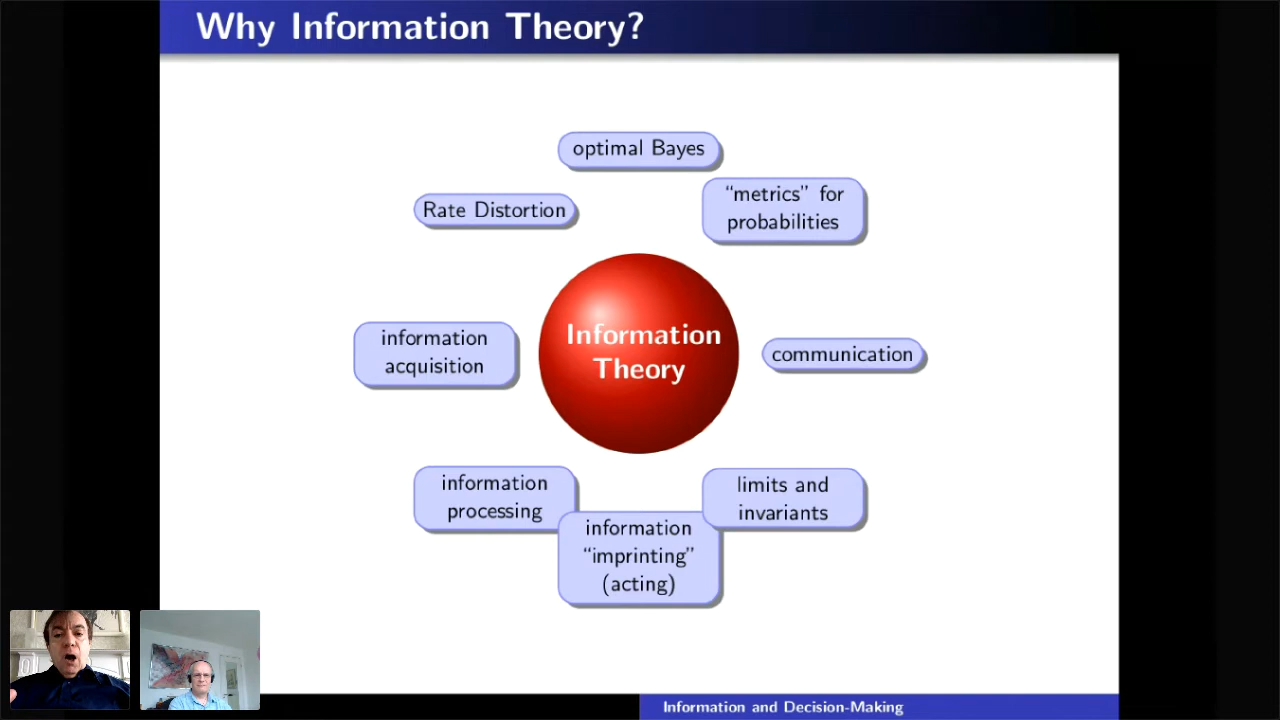 Why Information Theory?
optimal Bayes
“metrics” for
probabilities
Rate Distortion
Information
Theory
information
acquisition
communication
information
processing
limits and
invariants
information
“imprinting”
(acting)
Information and Decision-Making